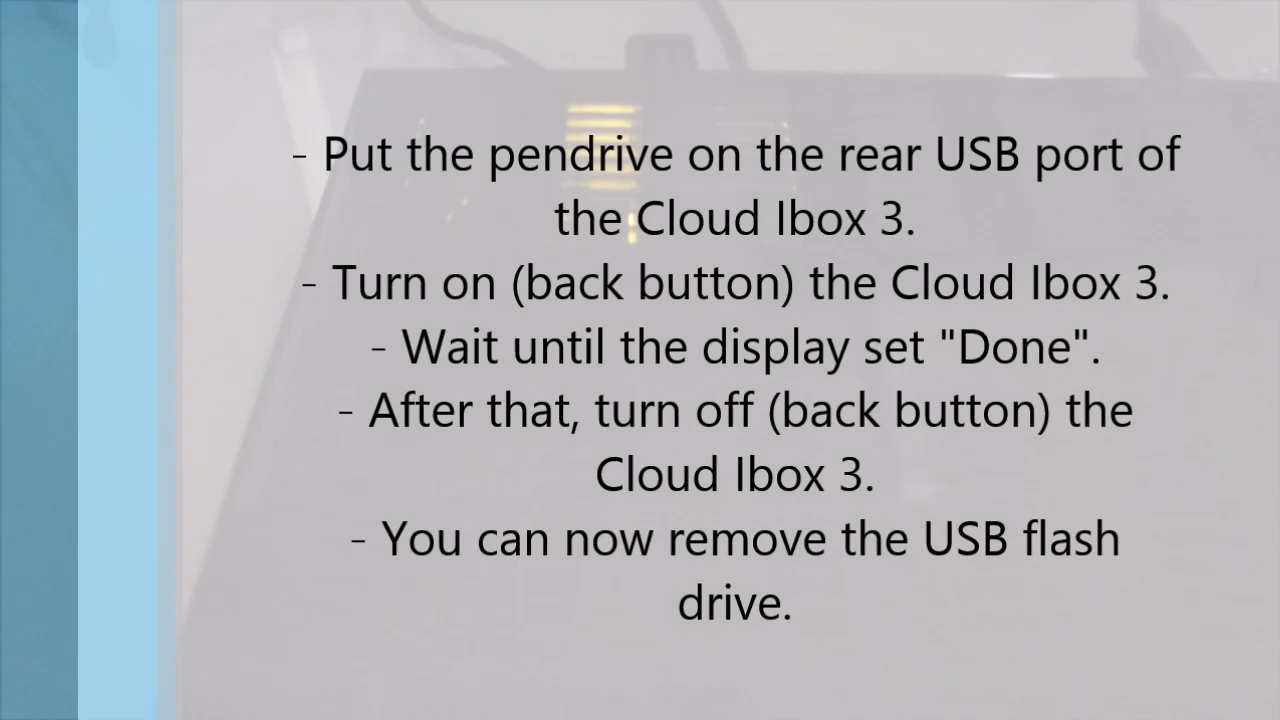 - Put the pendrive on the rear USB port of
the Cloud Ibox 3.
- Turn on (back button) the Cloud Ibox 3.
- Wait until the display set "Done".
- After that, turn off (back button) the
Cloud Ibox 3.
- You can now remove the USB flash
drive.